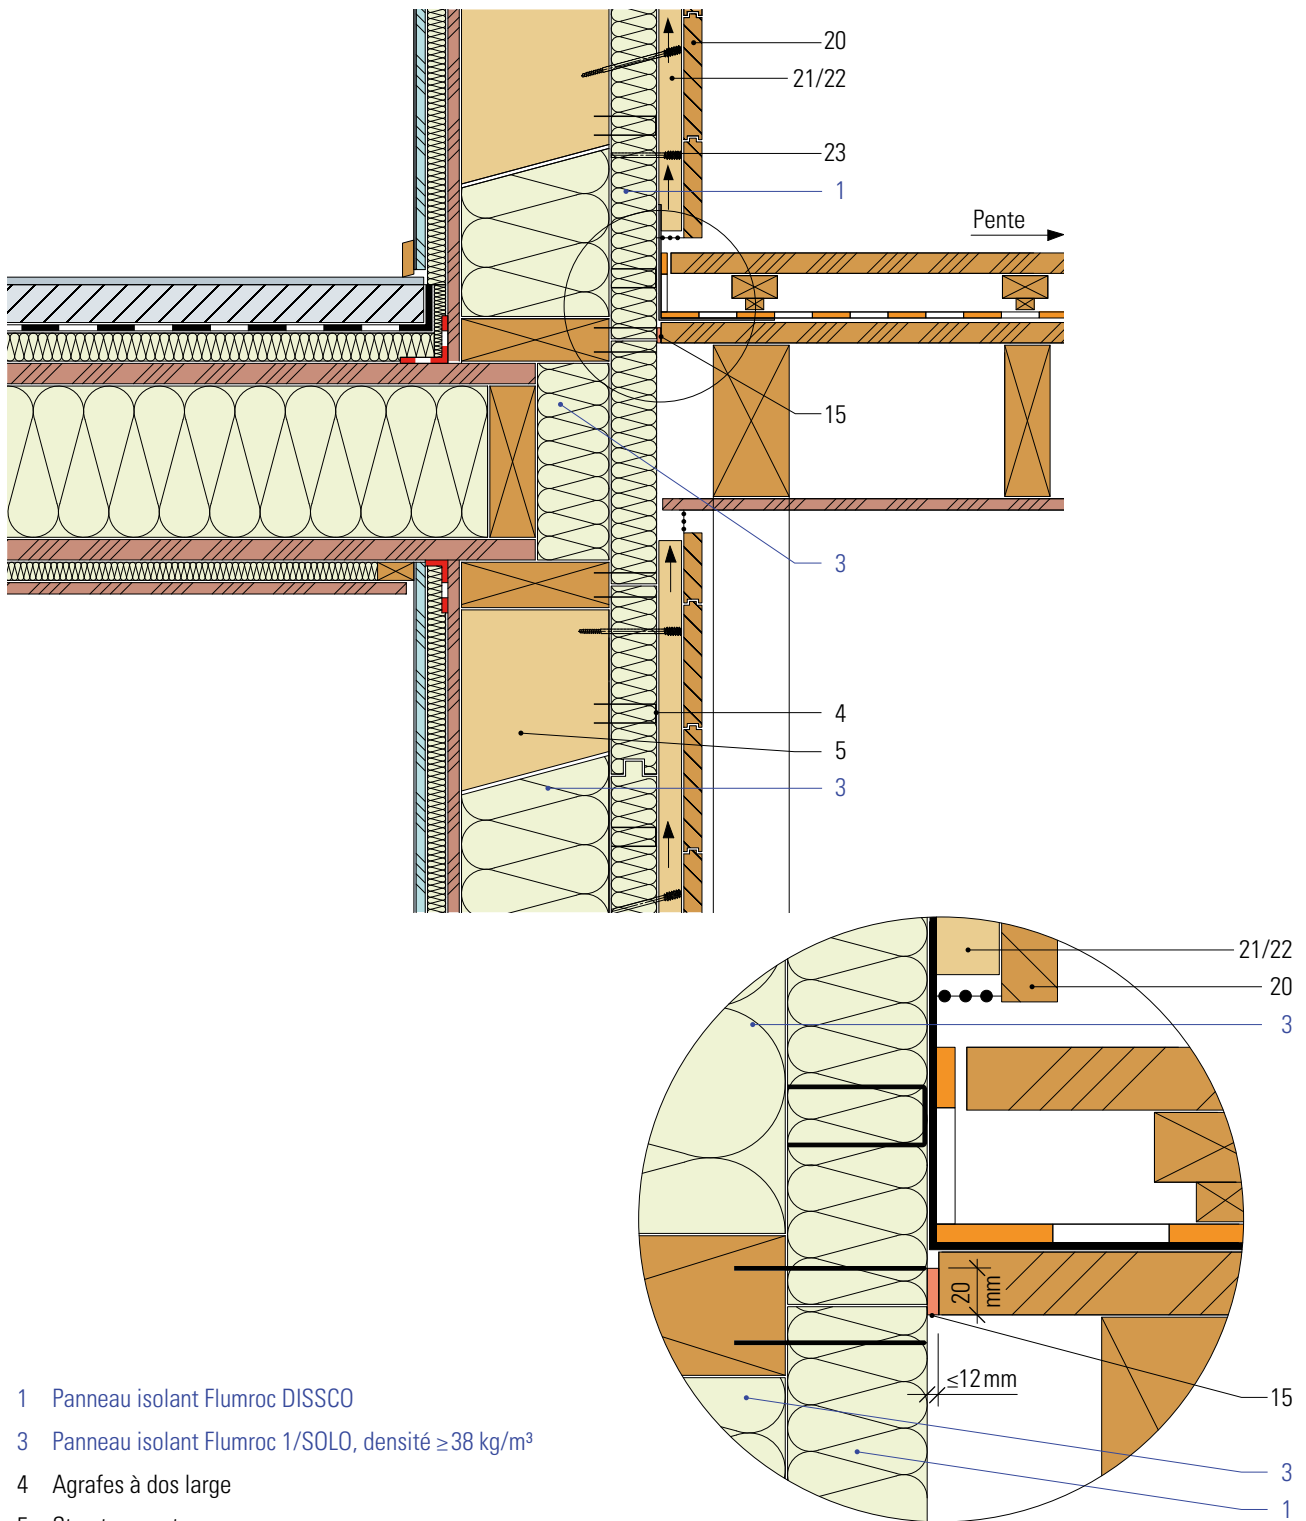 20
21/22
23
1
Pente
15
3
4
5
3
21/22
20
3
20 mm
≤12 mm
15
3
1
1 Panneau isolant Flumroc DISSCO
3 Panneau isolant Flumroc 1/SOLO, densité ≥38 kg/m³
4 Agrafes à dos large